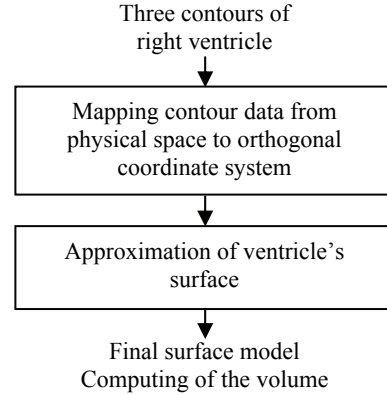 Three contours of
right ventricle
Mapping contour data from
physical space to orthogonal
coordinate system
Approximation of ventricle's
surface
Final surface model
Computing of the volume